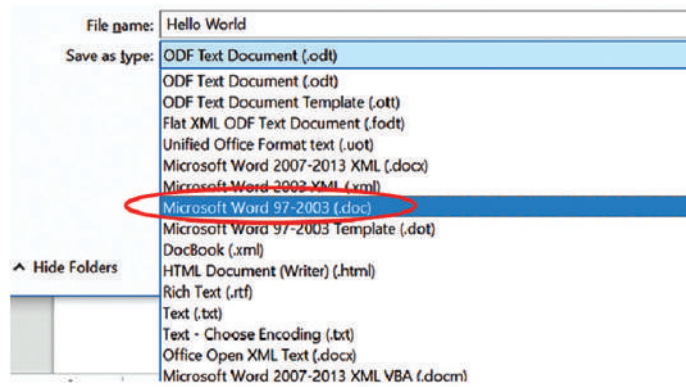 File name: Hello World
Save as type: ODF Text Document (.odt)
ODF Text Document (.odt)
ODF Text Document Template (.ott)
Flat XML ODF Text Document (.fodt)
Unified Office Format text (.uot)
Microsoft Word 2007-2013 XML (.docx)
Microsoft Word 2003 XML (.xml)
Microsoft Word 97-2003 (.doc)
Microsoft Word 97-2003 Template (.dot)
DocBook (.xml)
Hide Folders
HTML Document (Writer) (.html)
Rich Text (.rtf)
Text (.txt)
Text - Choose Encoding (.txt)
Office Open XML Text (.docx)
Microsoft Word 2007-2013 XML VBA (.docm)